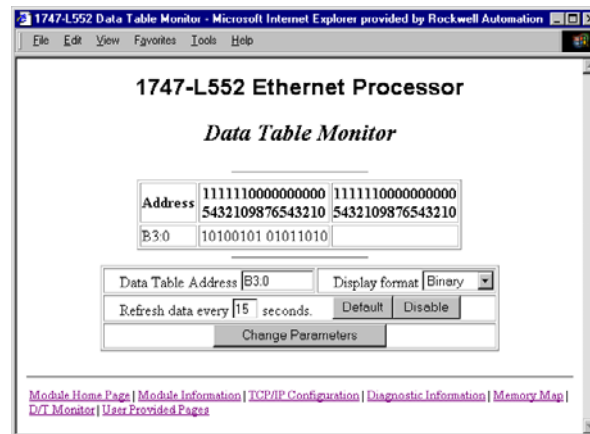 1747-L552 Data Table Monitor - Microsoft Internet Explorer provided by Rockwell Automation
File Edit View Favorites Tools Help
1747-L552 Ethernet Processor
Data Table Monitor
Address 1111110000000000 1111110000000000
5432109876543210 5432109876543210
B3:0 10100101 01011010
Data Table Address B3:0 Display format Binary
Refresh data every 15 seconds. Default Disable
Change Parameters
Module Home Page | Module Information | TCP/IP Configuration | Diagnostic Information | Memory Map |
D/T Monitor | User Provided Pages